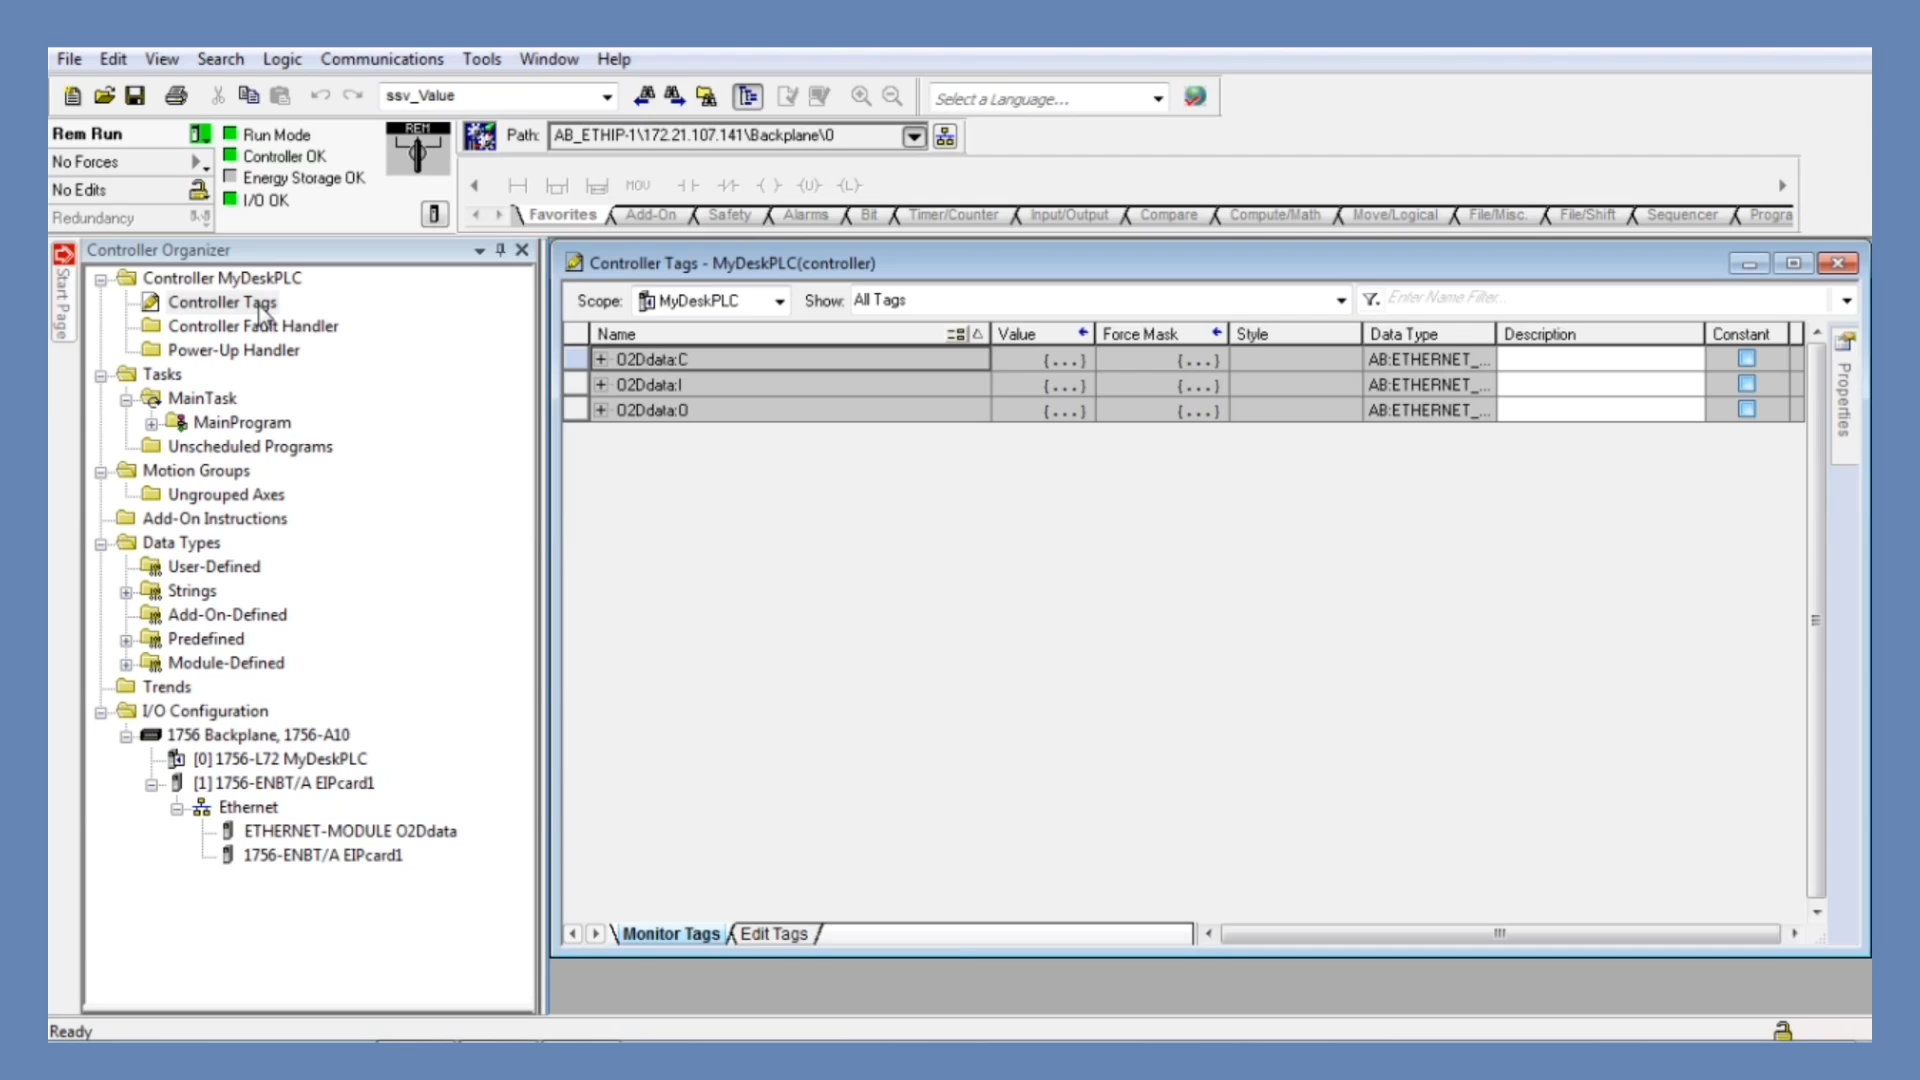 File Edit View Search Logic Communications Tools Window Help
ssv_Value
Select a Language...
Rem Run
Run Mode
REM
Path: AB_ETHIP-1\172.21.107.141\Backplane\0
No Forces
Controller OK
Energy Storage OK
No Edits
I/O OK
MOV
(U)
(L)
Redundancy
Favorites Add-On Safety Alarms Bit Timer/Counter Input/Output Compare Compute/Math Move/Logical File/Misc. File/Shift Sequencer Progra
Start Page
Controller Organizer
Controller MyDeskPLC
Controller Tags
Controller Fault Handler
Power-Up Handler
Tasks
MainTask
MainProgram
Unscheduled Programs
Motion Groups
Ungrouped Axes
Add-On Instructions
Data Types
User-Defined
Strings
Add-On-Defined
Predefined
Module-Defined
Trends
I/O Configuration
1756 Backplane, 1756-A10
[0] 1756-L72 MyDeskPLC
[1] 1756-ENBT/A EIPcard1
Ethernet
ETHERNET-MODULE O2Ddata
1756-ENBT/A EIPcard1
Controller Tags - MyDeskPLC(controller)
Scope: MyDeskPLC Show: All Tags Enter Name Filter...
Name Value Force Mask Style Data Type Description Constant
O2Ddata:C {...} {...} AB:ETHERNET_...
O2Ddata:I {...} {...} AB:ETHERNET_...
O2Ddata:O {...} {...} AB:ETHERNET_...
Properties
Monitor Tags Edit Tags
Ready